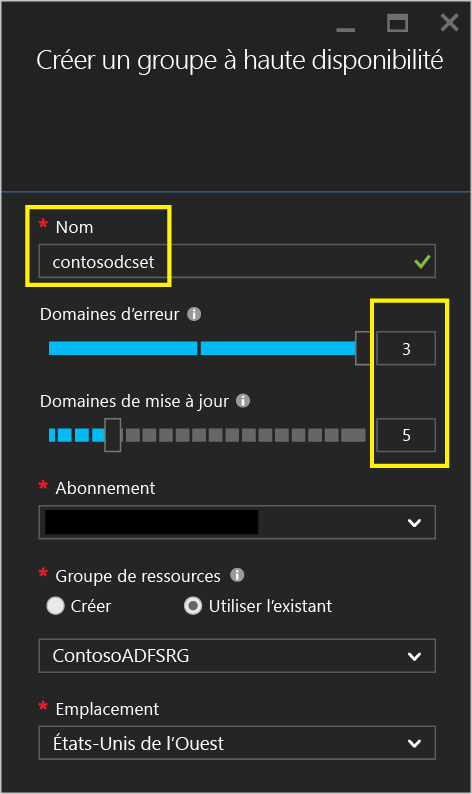 Créer un groupe à haute disponibilité
* Nom
contosodcset
Domaines d'erreur
3
Domaines de mise à jour
5
* Abonnement
* Groupe de ressources
Créer
Utiliser l'existant
ContosoADFSRG
* Emplacement
États-Unis de l'Ouest